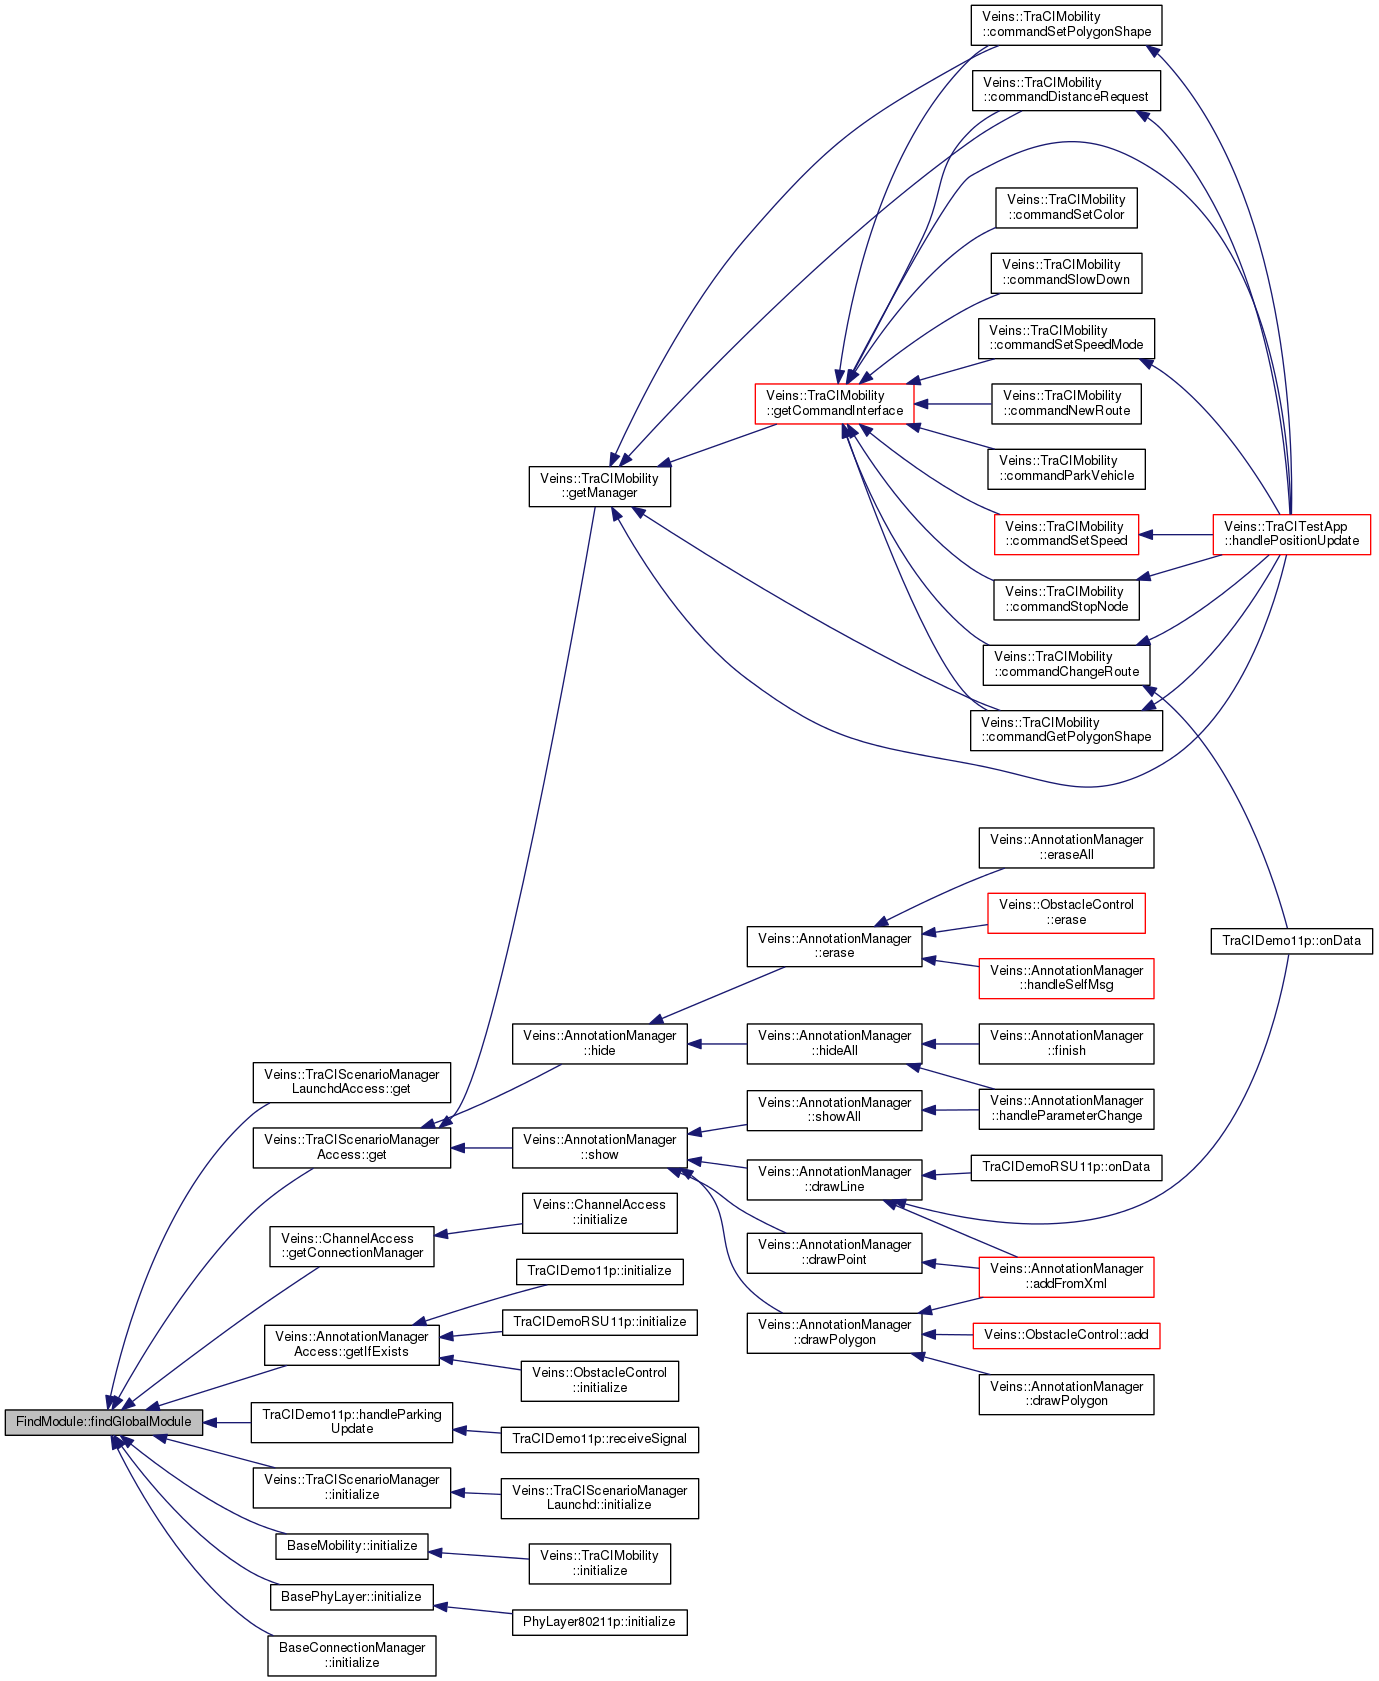 Veins::TraCIMobility
::commandSetPolygonShape
Veins::TraCIMobility
::commandDistanceRequest
Veins::TraCIMobility
::commandSetColor
Veins::TraCIMobility
::commandSlowDown
Veins::TraCIMobility
::commandSetSpeedMode
Veins::TraCIMobility
::getCommandInterface
Veins::TraCIMobility
::commandNewRoute
Veins::TraCIMobility
::commandParkVehicle
Veins::TraCIMobility
::getManager
Veins::TraCIMobility
::commandSetSpeed
Veins::TraCITestApp
::handlePositionUpdate
Veins::TraCIMobility
::commandStopNode
Veins::TraCIMobility
::commandChangeRoute
Veins::TraCIMobility
::commandGetPolygonShape
Veins::AnnotationManager
::eraseAll
Veins::ObstacleControl
::erase
Veins::AnnotationManager
::erase
TraCIDemo11p::onData
Veins::AnnotationManager
::handleSelfMsg
Veins::AnnotationManager
::hide
Veins::AnnotationManager
::hideAll
Veins::AnnotationManager
::finish
Veins::TraCIScenarioManager
LaunchdAccess::get
Veins::AnnotationManager
::showAll
Veins::AnnotationManager
::handleParameterChange
Veins::TraCIScenarioManager
Access::get
Veins::AnnotationManager
::show
Veins::AnnotationManager
::drawLine
TraCIDemoRSU11p::onData
Veins::ChannelAccess
::initialize
Veins::ChannelAccess
::getConnectionManager
Veins::AnnotationManager
::drawPoint
TraCIDemo11p::initialize
Veins::AnnotationManager
::addFromXml
TraCIDemoRSU11p::initialize
Veins::AnnotationManager
::drawPolygon
Veins::ObstacleControl::add
Veins::AnnotationManager
Access::getIfExists
Veins::ObstacleControl
::initialize
Veins::AnnotationManager
::drawPolygon
FindModule::findGlobalModule
TraCIDemo11p::handleParking
Update
TraCIDemo11p::receiveSignal
Veins::TraCIScenarioManager
::initialize
Veins::TraCIScenarioManager
Launchd::initialize
BaseMobility::initialize
Veins::TraCIMobility
::initialize
BasePhyLayer::initialize
PhyLayer80211p::initialize
BaseConnectionManager
::initialize